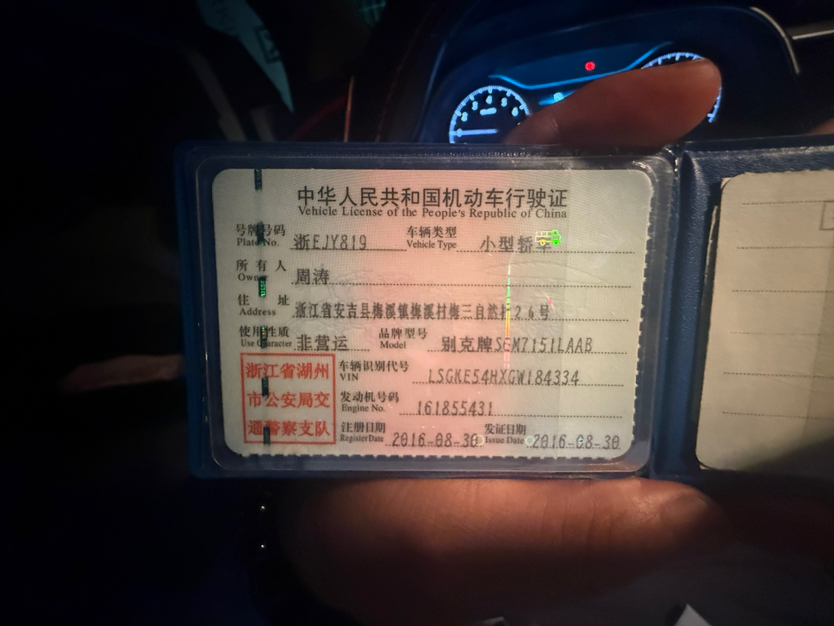 中华人民共和国机动车行驶证
Vehicle License of the People's Republic of China
号牌号码 浙EJY819 车辆类型 小型轿车
Plate No. Vehicle Type
所有人 周涛
Owner
住址 浙江省安吉县梅溪镇梅溪村梅三自然村26号
Address
使用性质 非营运 品牌型号 别克牌SGM7151LAAB
Use Character Model
浙江省湖州
市公安局交
通警察支队
车辆识别代号 LSGKE54HXGW184334
VIN
发动机号码 161855431
Engine No.
注册日期 2016-08-30 发证日期 2016-08-30
Register Date Issue Date